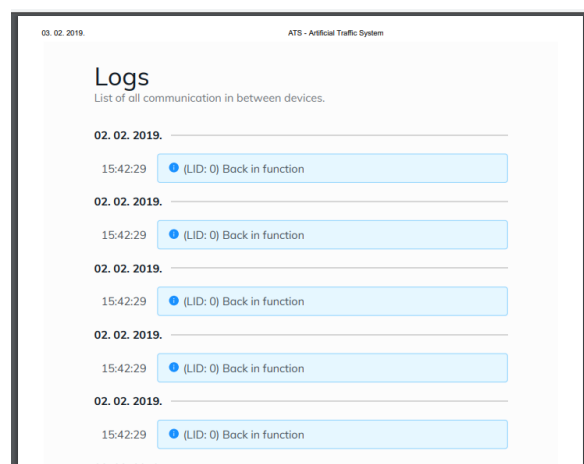 03. 02. 2019. ATS - Artificial Traffic System
Logs
List of all communication in between devices.
02. 02. 2019.
15:42:29 (LID: 0) Back in function
02. 02. 2019.
15:42:29 (LID: 0) Back in function
02. 02. 2019.
15:42:29 (LID: 0) Back in function
02. 02. 2019.
15:42:29 (LID: 0) Back in function
02. 02. 2019.
15:42:29 (LID: 0) Back in function